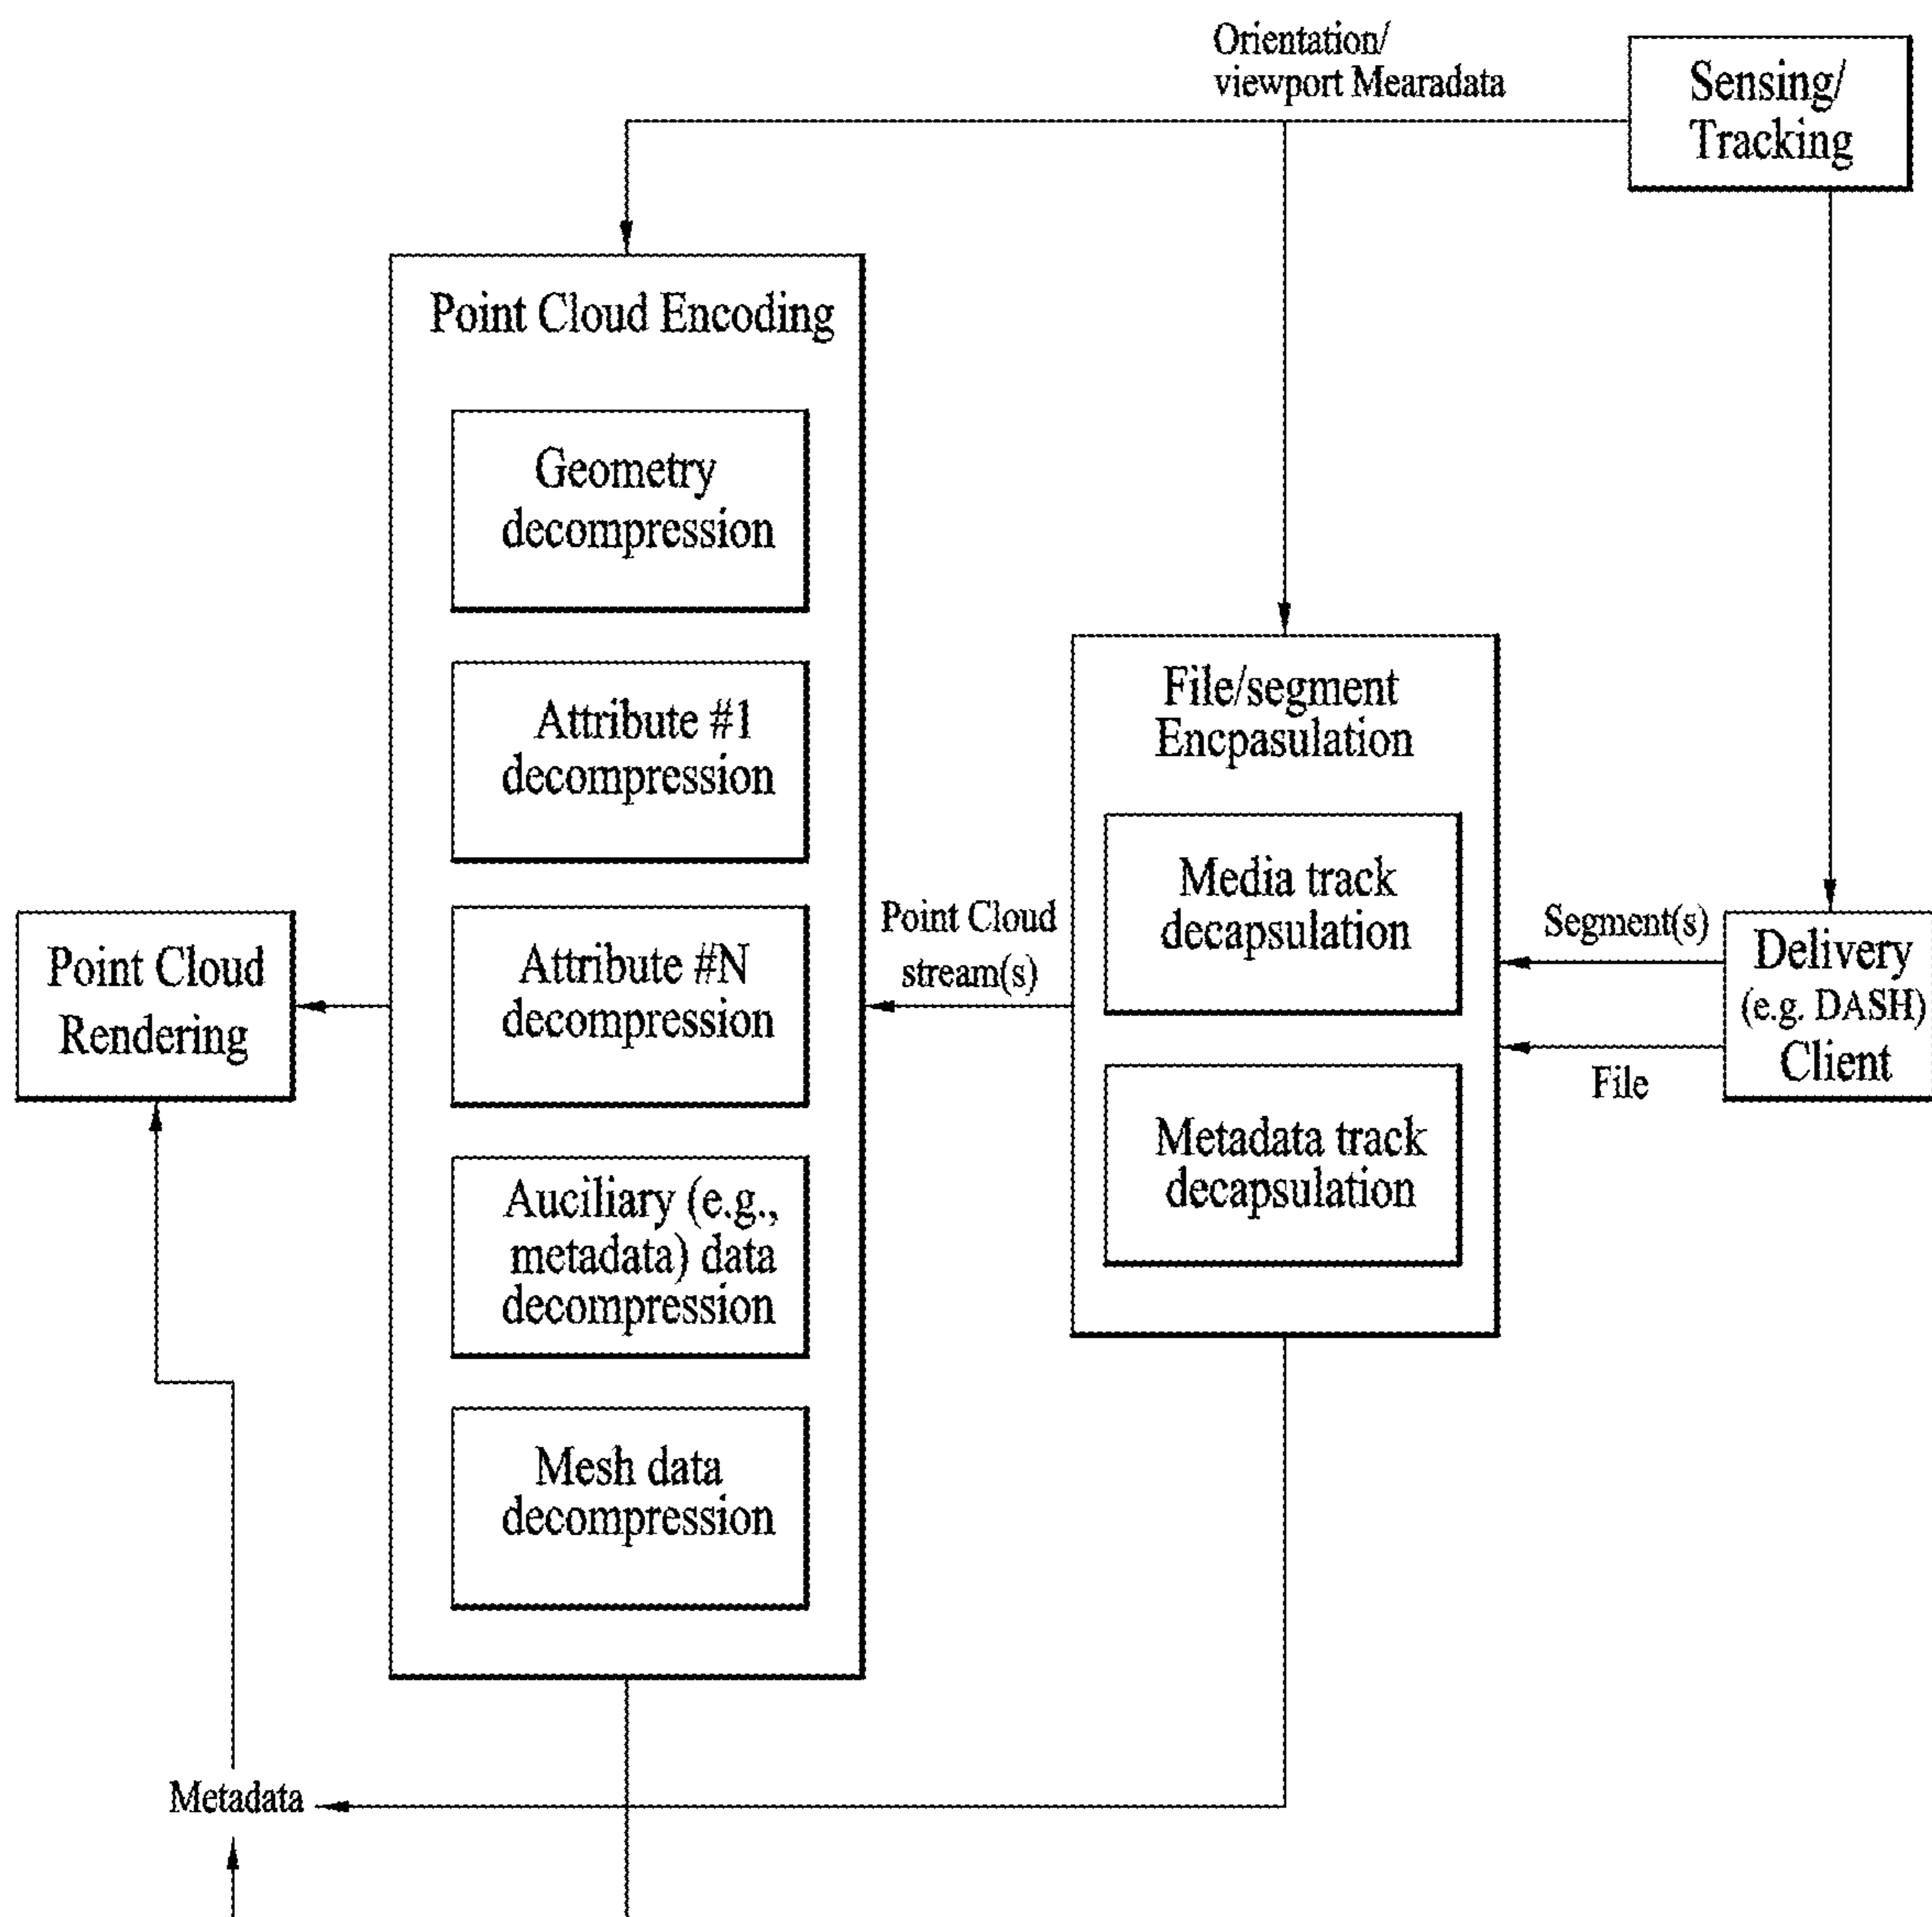 Orientation/
viewport Mearadata
Sensing/
Tracking
Point Cloud Encoding
Geometry
decompression
Attribute #1
decompression
Attribute #N
decompression
Auciliary (e.g.,
metadata) data
decompression
Mesh data
decompression
File/segment
Encpasulation
Media track
decapsulation
Metadata track
decapsulation
Point Cloud
stream(s)
Segment(s)
File
Delivery
(e.g. DASH)
Client
Point Cloud
Rendering
Metadata